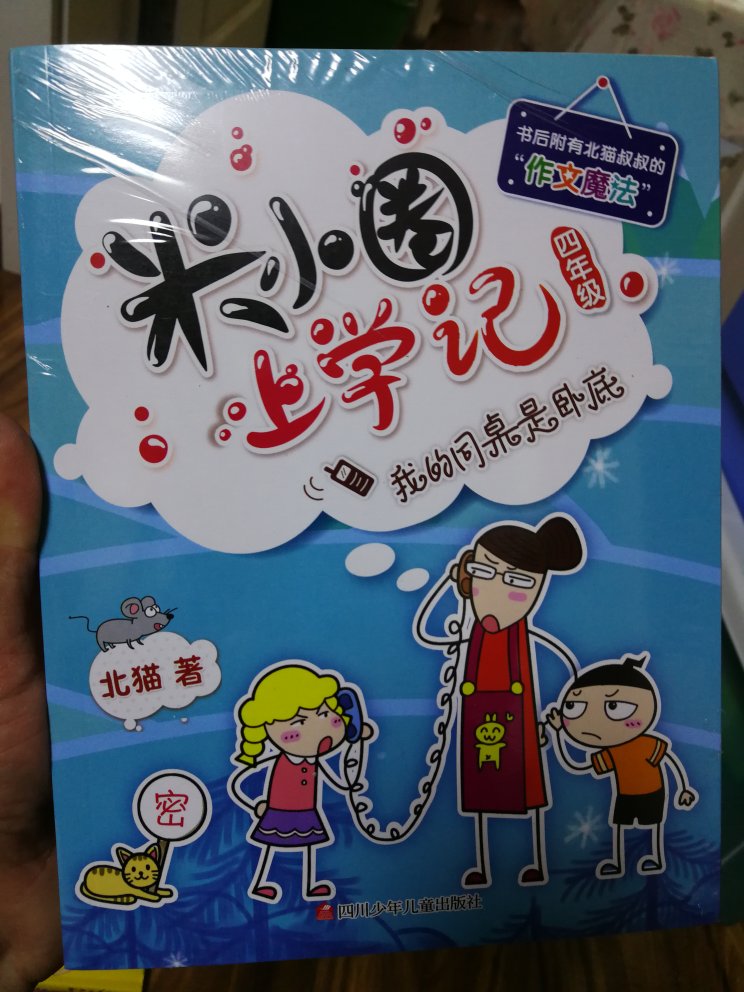 书后附有北猫叔叔的
“作文魔法”
米小圈
上学记
四年级
我的同桌是卧底
北猫 著
密
四川少年儿童出版社